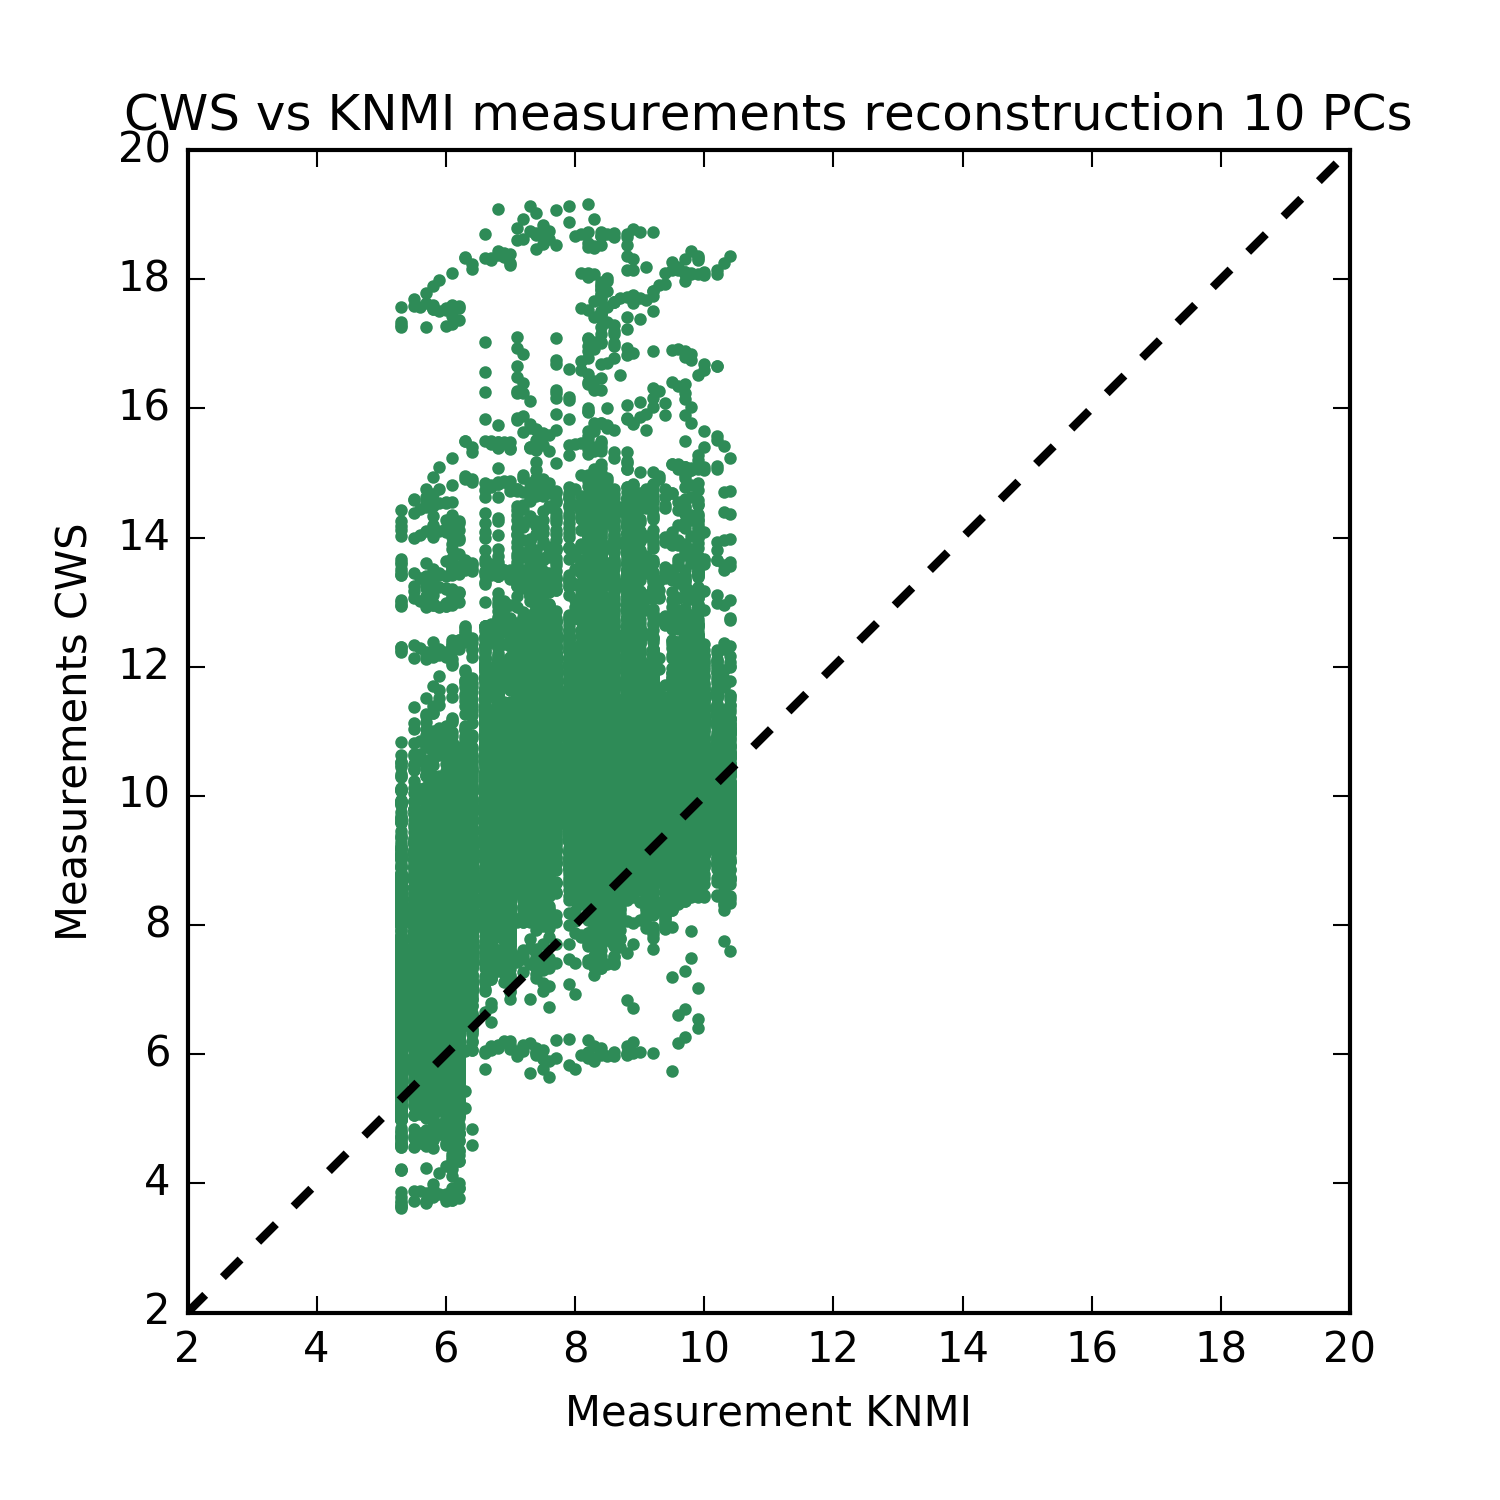 CWS vs KNMI measurements reconstruction 10 PCs
20
18
16
14
12
10
8
6
4
2
Measurements CWS
2 4 6 8 10 12 14 16 18 20
Measurement KNMI